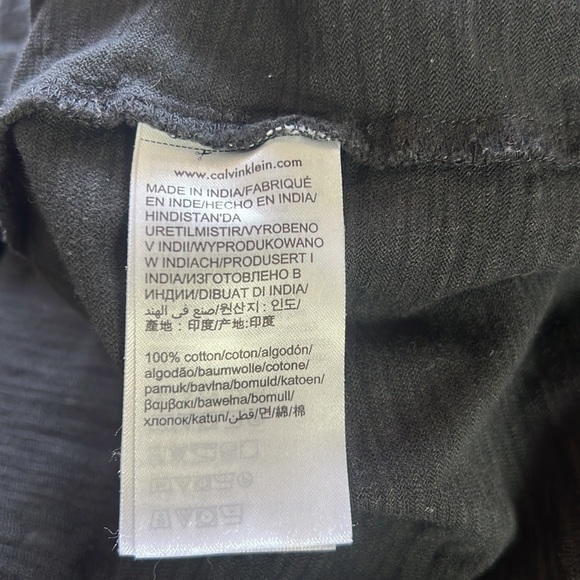 www.calvinklein.com
MADE IN INDIA/FABRIQUÉ
EN INDE/HECHO EN INDIA/
HINDISTAN'DA
URETILMISTIR/VYROBENO
V INDII/WYPRODUKOWANO
W INDIACH/PRODUSERT I
INDIA/ИЗГОТОВЛЕНО В
ИНДИИ/DIBUAT DI INDIA/
صنع في الهند/원산지 : 인도/
產地 : 印度/产地:印度
100% cotton/coton/algodón/
algodão/baumwolle/cotone/
pamuk/bavlna/bomuld/katoen/
βαμβακι/bawełna/bomull/
хлопок/katun/قطن/면/綿/棉